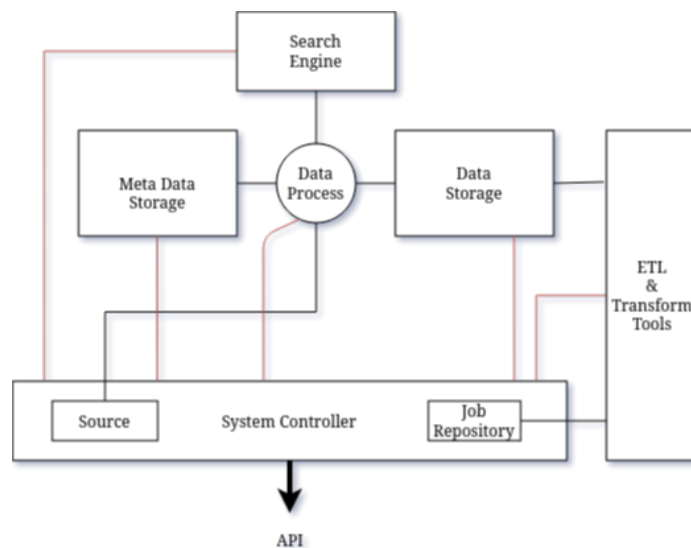 Search
Engine
Meta Data
Storage
Data
Process
Data
Storage
ETL
&
Transform
Tools
Source
System Controller
Job
Repository
API